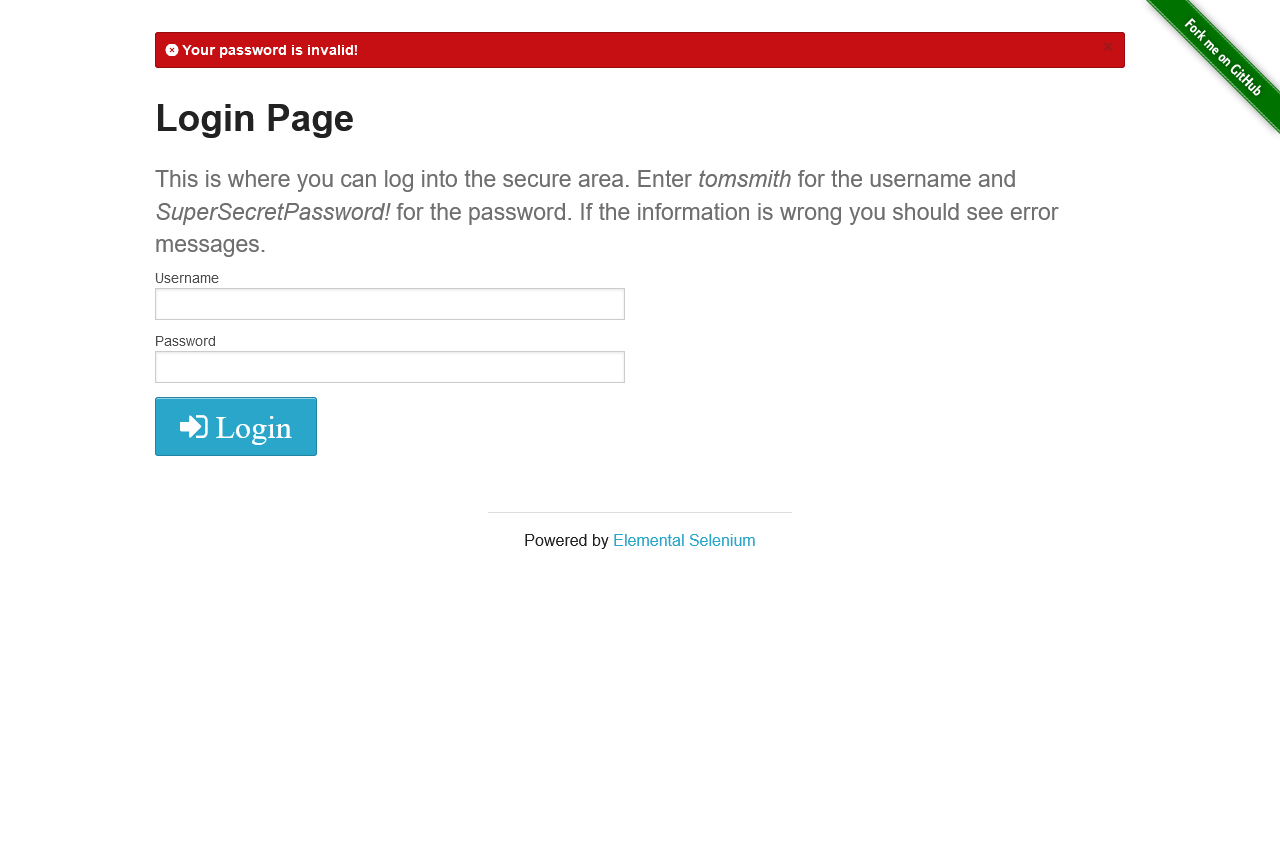 Your password is invalid!
×
Fork me on GitHub
Login Page
This is where you can log into the secure area. Enter tomsmith for the username and
SuperSecretPassword! for the password. If the information is wrong you should see error
messages.
Username
Password
Login
Powered by Elemental Selenium